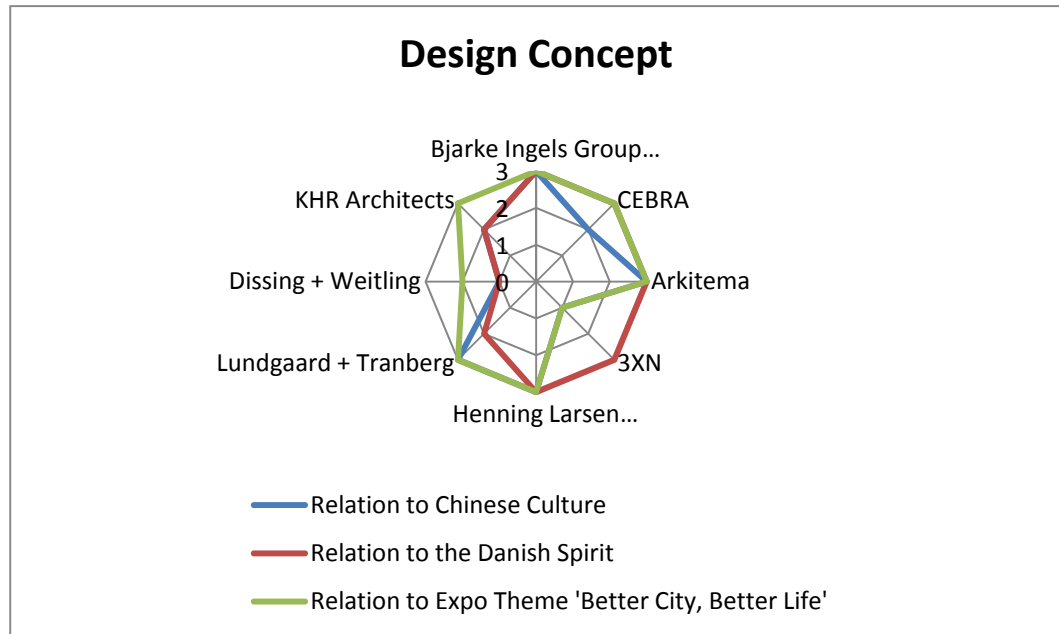 Design Concept
Bjarke Ingels Group…
3
KHR Architects
CEBRA
2
1
Dissing + Weitling
0
Arkitema
Lundgaard + Tranberg
3XN
Henning Larsen…
Relation to Chinese Culture
Relation to the Danish Spirit
Relation to Expo Theme 'Better City, Better Life'